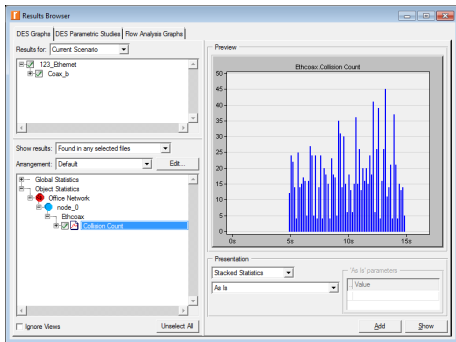 Results Browser
DES Graphs DES Parametric Studies Flow Analysis Graphs
Results for: Current Scenario
123_Ethernet
Coax_b
Show results: Found in any selected files
Arrangement: Default Edit...
Global Statistics
Object Statistics
Office Network
node_0
Ethcoax
Collision Count
Ignore Views Unselect All
Preview
Ethcoax.Collision Count
50
45
40
35
30
25
20
15
10
5
0
0s 5s 10s 15s
Presentation
Stacked Statistics
As Is
'As Is' parameters
Value
Add Show